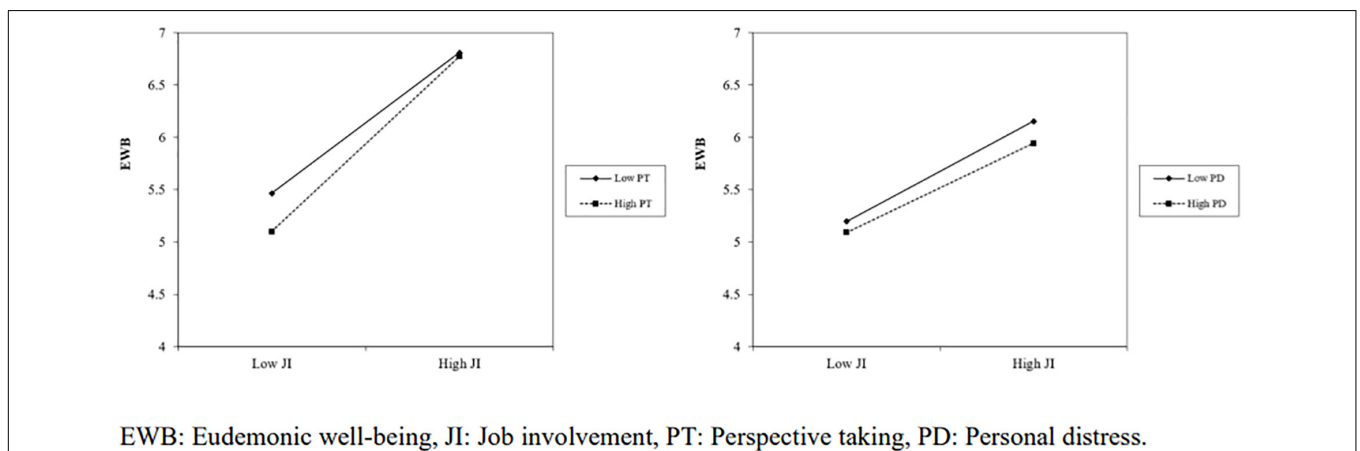 7
6.5
6
5.5
5
4.5
4
EWB
Low JI
High JI
Low PT
High PT
7
6.5
6
5.5
5
4.5
4
EWB
Low JI
High JI
Low PD
High PD
EWB: Eudemonic well-being, JI: Job involvement, PT: Perspective taking, PD: Personal distress.